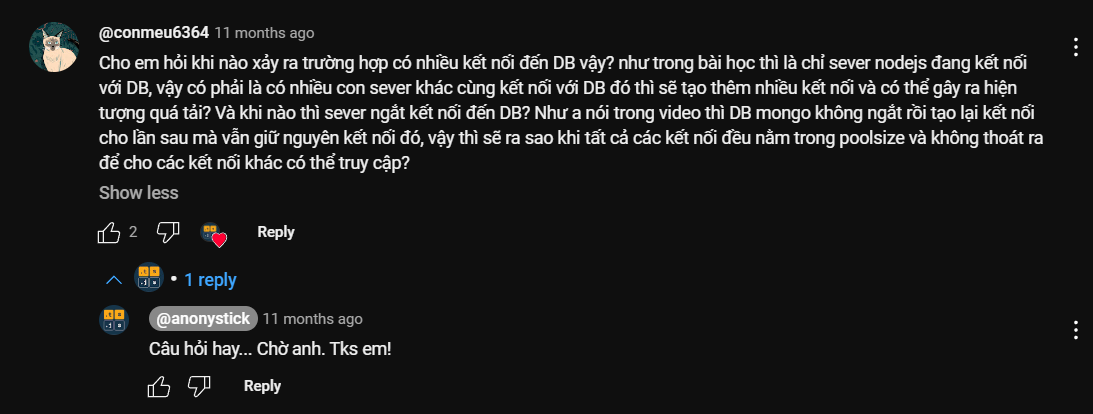 @conmeu6364 11 months ago
Cho em hỏi khi nào xảy ra trường hợp có nhiều kết nối đến DB vậy? như trong bài học thì là chỉ sever nodejs đang kết nối
với DB, vậy có phải là có nhiều con sever khác cùng kết nối với DB đó thì sẽ tạo thêm nhiều kết nối và có thể gây ra hiện
tượng quá tải? Và khi nào thì sever ngắt kết nối đến DB? Như a nói trong video thì DB mongo không ngắt rồi tạo lại kết nối
cho lần sau mà vẫn giữ nguyên kết nối đó, vậy thì sẽ ra sao khi tất cả các kết nối đều nằm trong poolsize và không thoát ra
để cho các kết nối khác có thể truy cập?
Show less
2 Reply
• 1 reply
@anonystick 11 months ago
Câu hỏi hay... Chờ anh. Tks em!
Reply